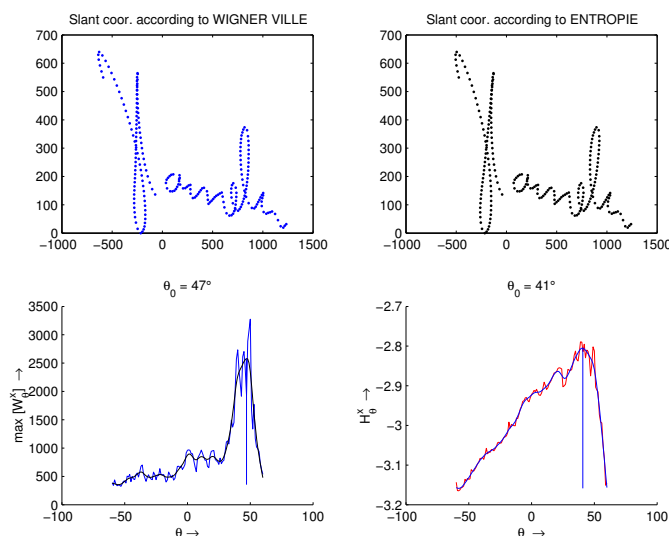 Slant coor. according to WIGNER VILLE
700
600
500
400
300
200
100
0
−1000 −500 0 500 1000 1500
Slant coor. according to ENTROPIE
700
600
500
400
300
200
100
0
−1000 −500 0 500 1000 1500
θ0 = 47°
3500
3000
2500
2000
1500
1000
500
0
−100 −50 0 50 100
max [Wθx] →
θ →
θ0 = 41°
−2.7
−2.8
−2.9
−3
−3.1
−3.2
−100 −50 0 50 100
Hθx →
θ →